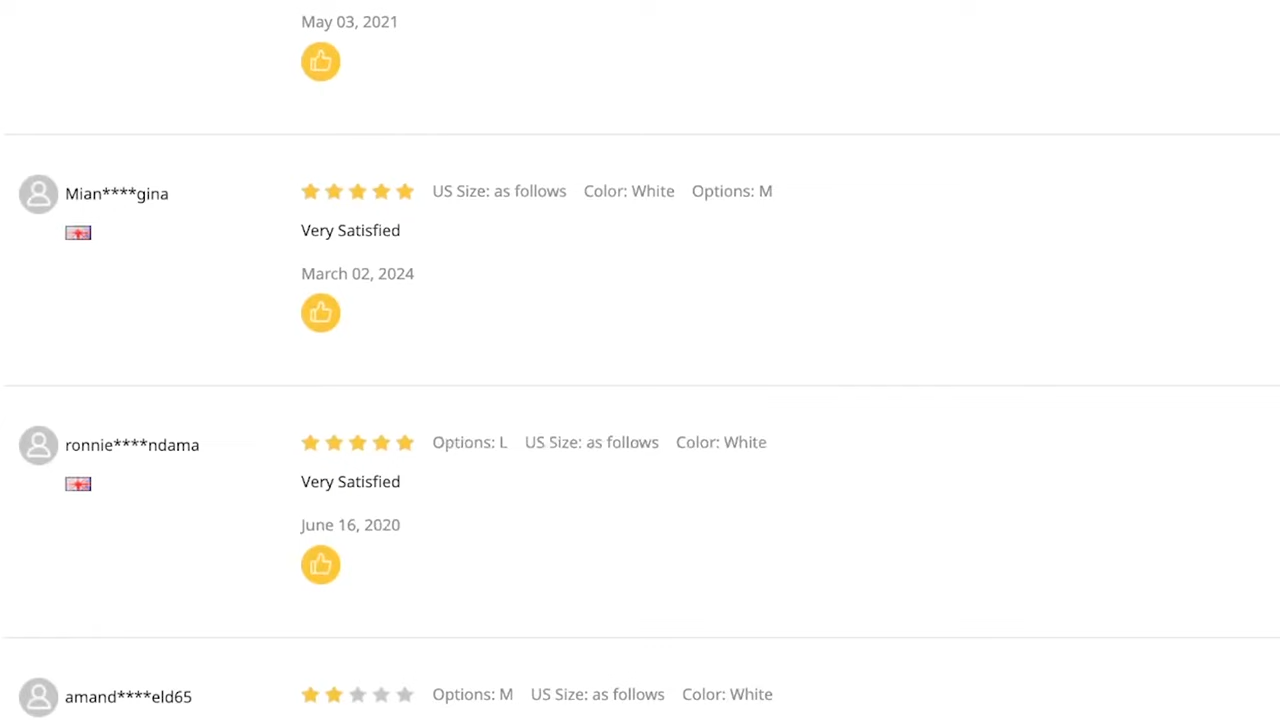 May 03, 2021
Mian****gina
US Size: as follows Color: White Options: M
Very Satisfied
March 02, 2024
ronnie****ndama
Options: L US Size: as follows Color: White
Very Satisfied
June 16, 2020
amand****eld65
Options: M US Size: as follows Color: White